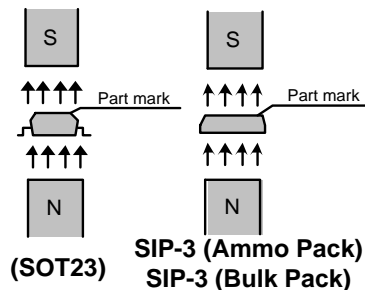 S
Part mark
N
(SOT23)
S
Part mark
N
SIP-3 (Ammo Pack)
SIP-3 (Bulk Pack)